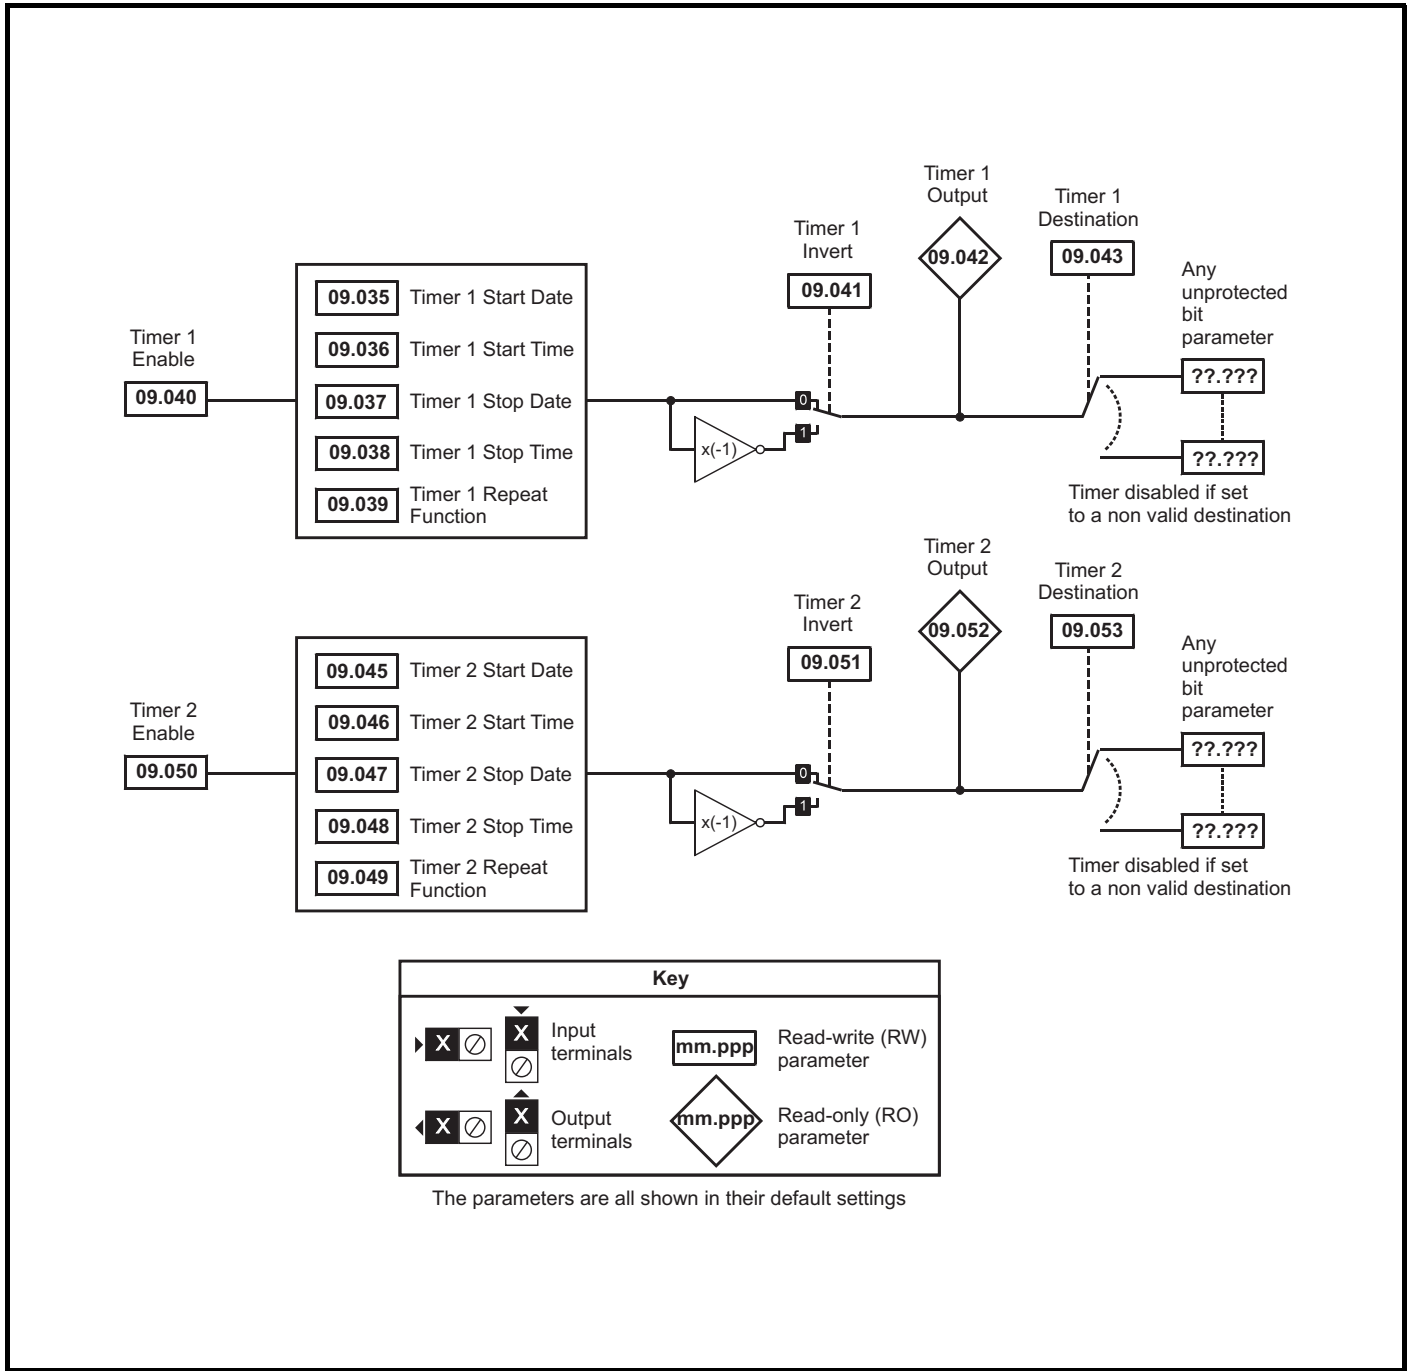 Timer 1
Output
Timer 1
Destination
Timer 1
Invert
09.042
09.043
Any
unprotected
bit
parameter
09.041
09.035 Timer 1 Start Date
Timer 1
Enable
09.036 Timer 1 Start Time
??.???
09.040
09.037 Timer 1 Stop Date
0
1
x(-1)
09.038 Timer 1 Stop Time
??.???
09.039 Timer 1 Repeat
Function
Timer disabled if set
to a non valid destination
Timer 2
Output
Timer 2
Destination
Timer 2
Invert
09.052
09.053
Any
unprotected
bit
parameter
09.051
09.045 Timer 2 Start Date
Timer 2
Enable
09.046 Timer 2 Start Time
??.???
09.050
09.047 Timer 2 Stop Date
0
1
x(-1)
09.048 Timer 2 Stop Time
??.???
09.049 Timer 2 Repeat
Function
Timer disabled if set
to a non valid destination
Key
X
X
Input
terminals
mm.ppp
Read-write (RW)
parameter
X
X
Output
terminals
mm.ppp
Read-only (RO)
parameter
The parameters are all shown in their default settings